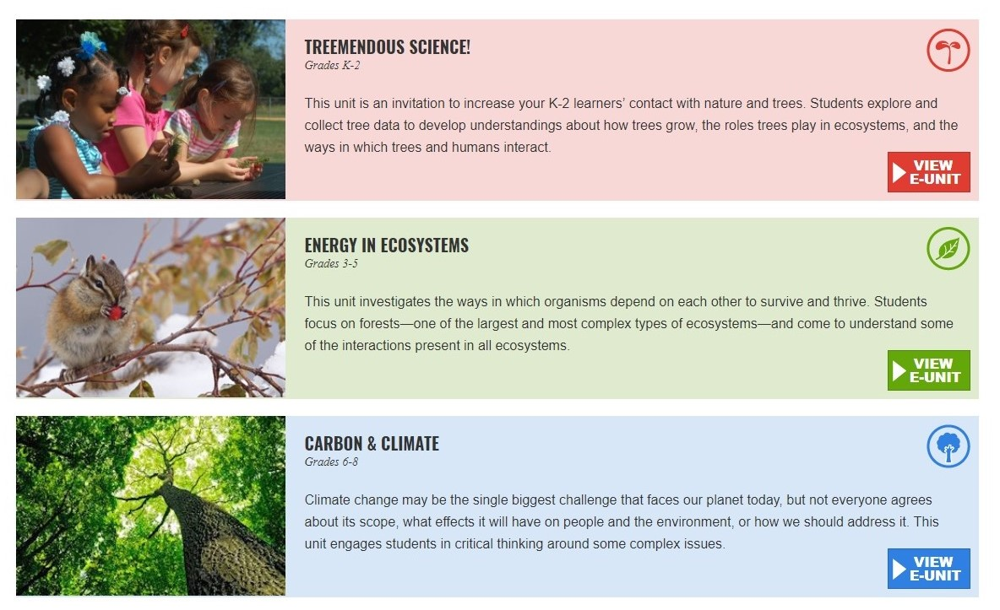 TREEMENDOUS SCIENCE!
Grades K-2
This unit is an invitation to increase your K-2 learners’ contact with nature and trees. Students explore and
collect tree data to develop understandings about how trees grow, the roles trees play in ecosystems, and the
ways in which trees and humans interact.
VIEW
E-UNIT
ENERGY IN ECOSYSTEMS
Grades 3-5
This unit investigates the ways in which organisms depend on each other to survive and thrive. Students
focus on forests—one of the largest and most complex types of ecosystems—and come to understand some
of the interactions present in all ecosystems.
VIEW
E-UNIT
CARBON & CLIMATE
Grades 6-8
Climate change may be the single biggest challenge that faces our planet today, but not everyone agrees
about its scope, what effects it will have on people and the environment, or how we should address it. This
unit engages students in critical thinking around some complex issues.
VIEW
E-UNIT